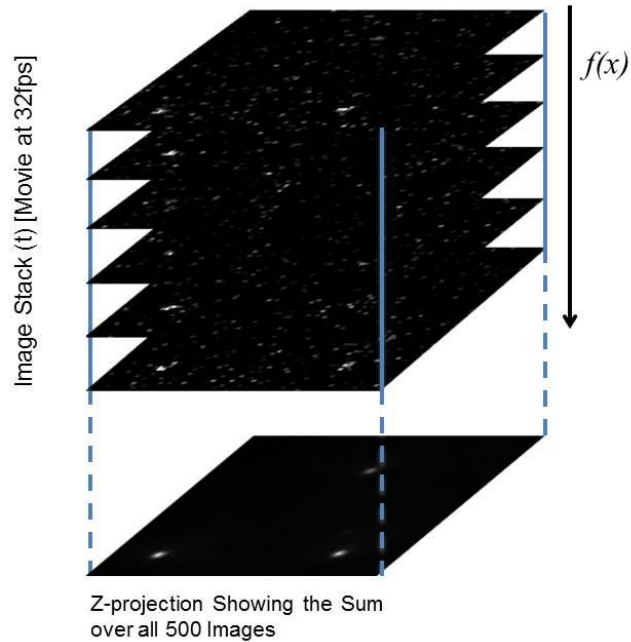 Image Stack (t) [Movie at 32fps]
f(x)
Z-projection Showing the Sum
over all 500 Images